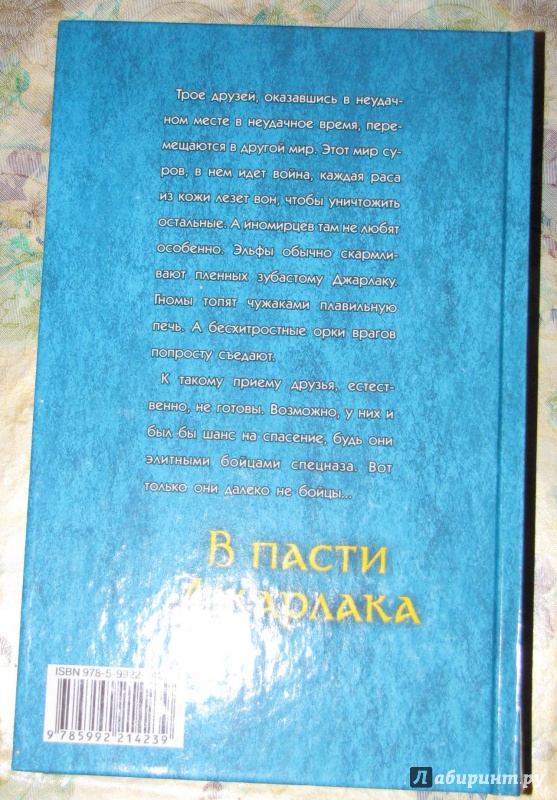 Трое друзей, оказавшись в неудач-
ном месте в неудачное время, пере-
мещаются в другой мир. Этот мир су-
ров, в нем идет война, каждая раса
из кожи лезет вон, чтобы уничтожить
остальные. А иномирцев там не любят
особенно. Эльфы обычно скармли-
вают пленных зубастому Джарлаку.
Гномы топят чужаками плавильную
печь. А бесхитростные орки врагов
попросту съедают.
К такому приему друзья, естест-
венно, не готовы. Возможно, у них и
был бы шанс на спасение, будь они
элитными бойцами спецназа. Вот
только они далеко не бойцы...
В пасти
Джарлака
ISBN 978-5-9922-
9 785992 214239
Лабиринт.ру